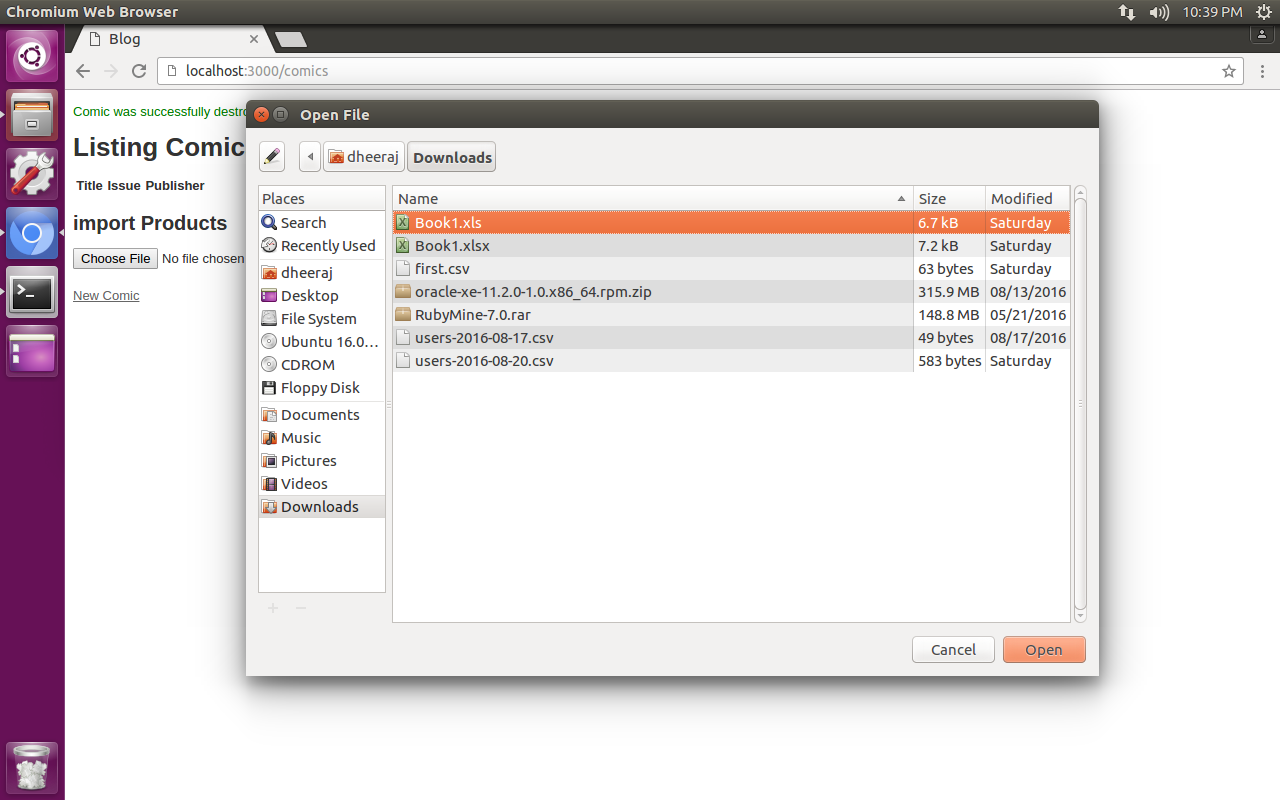 Chromium Web Browser 10:39 PM
Blog
localhost:3000/comics
Comic was successfully destro
Listing Comic
Title Issue Publisher
import Products
Choose File No file chosen
New Comic
Open File
dheeraj Downloads
Places
Search
Recently Used
dheeraj
Desktop
File System
Ubuntu 16.0...
CDROM
Floppy Disk
Documents
Music
Pictures
Videos
Downloads
Name Size Modified
Book1.xls 6.7 kB Saturday
Book1.xlsx 7.2 kB Saturday
first.csv 63 bytes Saturday
oracle-xe-11.2.0-1.0.x86_64.rpm.zip 315.9 MB 08/13/2016
RubyMine-7.0.rar 148.8 MB 05/21/2016
users-2016-08-17.csv 49 bytes 08/17/2016
users-2016-08-20.csv 583 bytes Saturday
Cancel Open